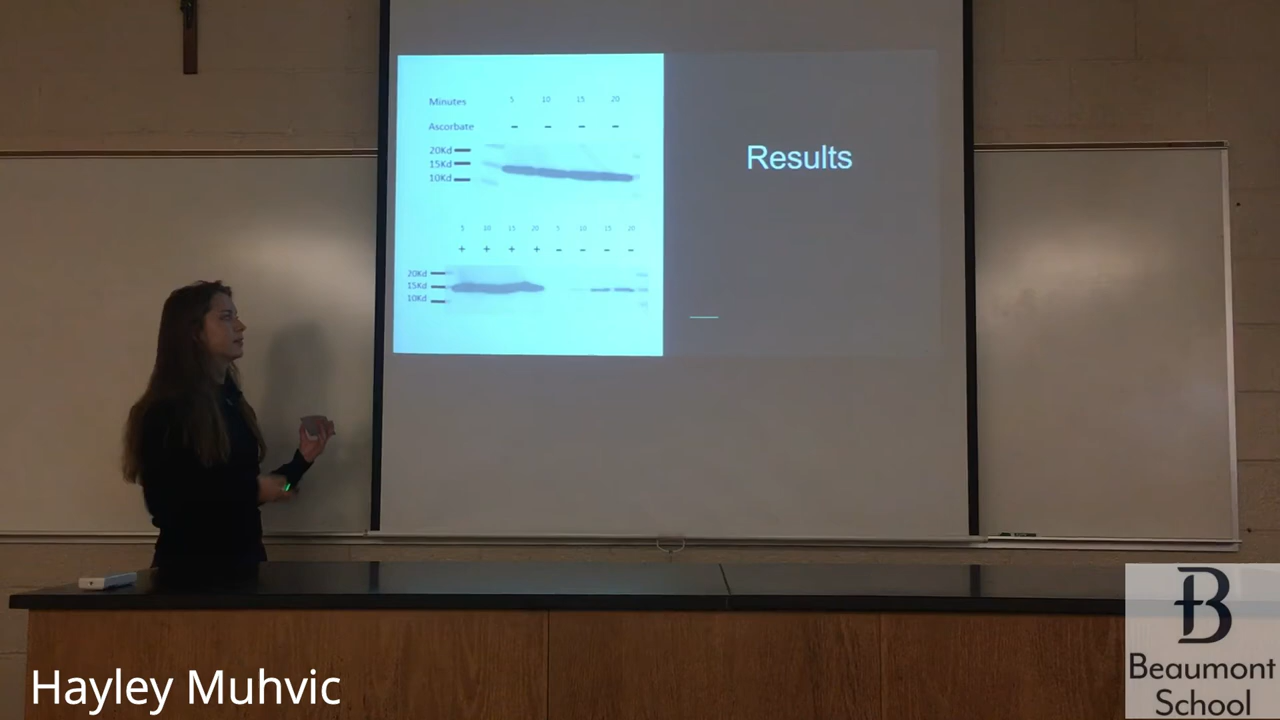 Minutes 5 10 15 20
Ascorbate - - - -
20Kd
15Kd
10Kd
5 10 15 20 5 10 15 20
+ + + + - - - -
20Kd
15Kd
10Kd
Results
Hayley Muhvic
B
Beaumont
School